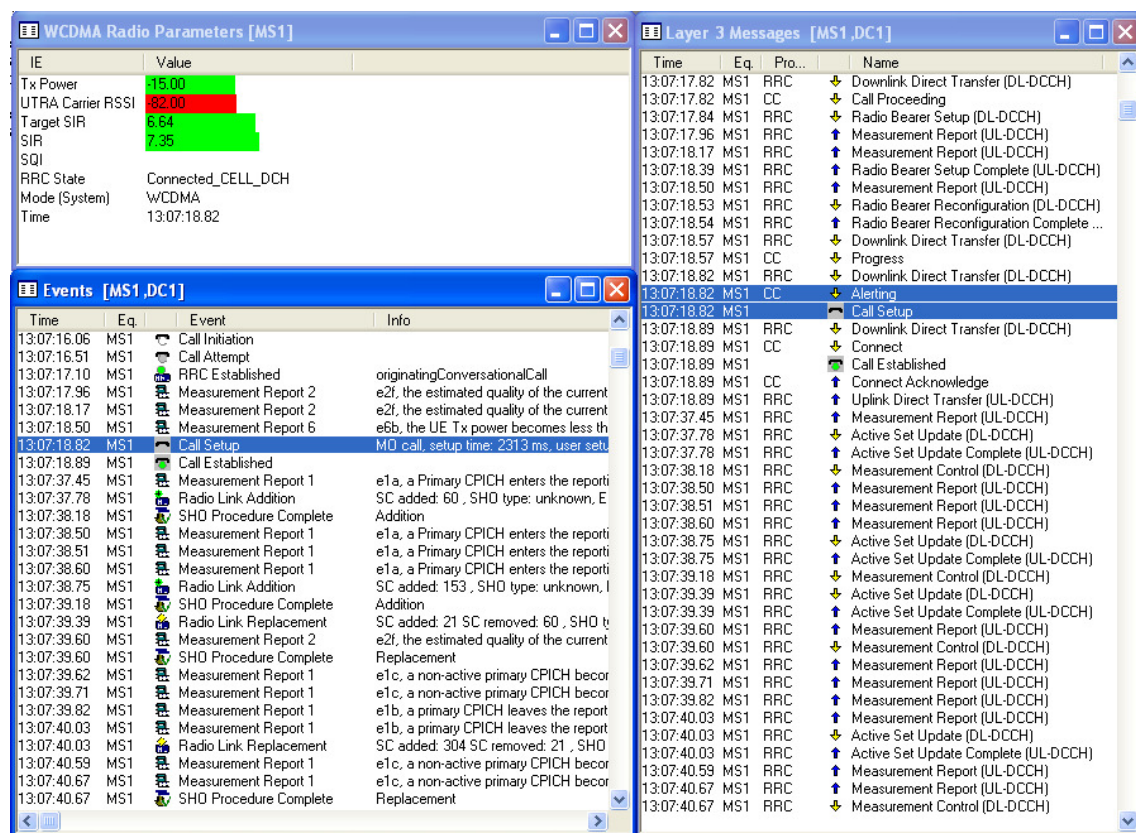 WCDMA Radio Parameters [MS1]
IE Value
Tx Power -15.00
UTRA Carrier RSSI -82.00
Target SIR 6.64
SIR 7.35
SQI
RRC State Connected_CELL_DCH
Mode (System) WCDMA
Time 13:07:18.82
Events [MS1,DC1]
Time Eq. Event Info
13:07:16.06 MS1 Call Initiation
13:07:16.51 MS1 Call Attempt
13:07:17.10 MS1 RRC Established originatingConversationalCall
13:07:17.96 MS1 Measurement Report 2 e2f, the estimated quality of the current
13:07:18.17 MS1 Measurement Report 2 e2f, the estimated quality of the current
13:07:18.50 MS1 Measurement Report 6 e6b, the UE Tx power becomes less th
13:07:18.82 MS1 Call Setup MO call, setup time: 2313 ms, user setu
13:07:18.89 MS1 Call Established
13:07:37.45 MS1 Measurement Report 1 e1a, a Primary CPICH enters the reporti
13:07:37.78 MS1 Radio Link Addition SC added: 60 , SHO type: unknown, E
13:07:38.18 MS1 SHO Procedure Complete Addition
13:07:38.50 MS1 Measurement Report 1 e1a, a Primary CPICH enters the reporti
13:07:38.51 MS1 Measurement Report 1 e1a, a Primary CPICH enters the reporti
13:07:38.60 MS1 Measurement Report 1 e1a, a Primary CPICH enters the reporti
13:07:38.75 MS1 Radio Link Addition SC added: 153 , SHO type: unknown,
13:07:39.18 MS1 SHO Procedure Complete Addition
13:07:39.39 MS1 Radio Link Replacement SC added: 21 SC removed: 60 , SHO ty
13:07:39.60 MS1 Measurement Report 2 e2f, the estimated quality of the current
13:07:39.60 MS1 SHO Procedure Complete Replacement
13:07:39.62 MS1 Measurement Report 1 e1c, a non-active primary CPICH becor
13:07:39.71 MS1 Measurement Report 1 e1c, a non-active primary CPICH becor
13:07:39.82 MS1 Measurement Report 1 e1b, a primary CPICH leaves the report
13:07:40.03 MS1 Measurement Report 1 e1b, a primary CPICH leaves the report
13:07:40.03 MS1 Radio Link Replacement SC added: 304 SC removed: 21 , SHO
13:07:40.59 MS1 Measurement Report 1 e1c, a non-active primary CPICH becor
13:07:40.67 MS1 Measurement Report 1 e1c, a non-active primary CPICH becor
13:07:40.67 MS1 SHO Procedure Complete Replacement
Layer 3 Messages [MS1,DC1]
Time Eq. Pro... Name
13:07:17.82 MS1 RRC Downlink Direct Transfer (DL-DCCH)
13:07:17.82 MS1 CC Call Proceeding
13:07:17.84 MS1 RRC Radio Bearer Setup (DL-DCCH)
13:07:17.96 MS1 RRC Measurement Report (UL-DCCH)
13:07:18.17 MS1 RRC Measurement Report (UL-DCCH)
13:07:18.39 MS1 RRC Radio Bearer Setup Complete (UL-DCCH)
13:07:18.50 MS1 RRC Measurement Report (UL-DCCH)
13:07:18.53 MS1 RRC Radio Bearer Reconfiguration (DL-DCCH)
13:07:18.54 MS1 RRC Radio Bearer Reconfiguration Complete ...
13:07:18.57 MS1 RRC Downlink Direct Transfer (DL-DCCH)
13:07:18.57 MS1 CC Progress
13:07:18.82 MS1 RRC Downlink Direct Transfer (DL-DCCH)
13:07:18.82 MS1 CC Alerting
13:07:18.82 MS1 Call Setup
13:07:18.89 MS1 RRC Downlink Direct Transfer (DL-DCCH)
13:07:18.89 MS1 CC Connect
13:07:18.89 MS1 Call Established
13:07:18.89 MS1 CC Connect Acknowledge
13:07:18.89 MS1 RRC Uplink Direct Transfer (UL-DCCH)
13:07:37.45 MS1 RRC Measurement Report (UL-DCCH)
13:07:37.78 MS1 RRC Active Set Update (DL-DCCH)
13:07:37.78 MS1 RRC Active Set Update Complete (UL-DCCH)
13:07:38.18 MS1 RRC Measurement Control (DL-DCCH)
13:07:38.50 MS1 RRC Measurement Report (UL-DCCH)
13:07:38.51 MS1 RRC Measurement Report (UL-DCCH)
13:07:38.60 MS1 RRC Measurement Report (UL-DCCH)
13:07:38.75 MS1 RRC Active Set Update (DL-DCCH)
13:07:38.75 MS1 RRC Active Set Update Complete (UL-DCCH)
13:07:39.18 MS1 RRC Measurement Control (DL-DCCH)
13:07:39.39 MS1 RRC Active Set Update (DL-DCCH)
13:07:39.39 MS1 RRC Active Set Update Complete (UL-DCCH)
13:07:39.60 MS1 RRC Measurement Report (UL-DCCH)
13:07:39.60 MS1 RRC Measurement Control (DL-DCCH)
13:07:39.62 MS1 RRC Measurement Report (UL-DCCH)
13:07:39.71 MS1 RRC Measurement Report (UL-DCCH)
13:07:39.82 MS1 RRC Measurement Report (UL-DCCH)
13:07:40.03 MS1 RRC Measurement Report (UL-DCCH)
13:07:40.03 MS1 RRC Active Set Update (DL-DCCH)
13:07:40.03 MS1 RRC Active Set Update Complete (UL-DCCH)
13:07:40.59 MS1 RRC Measurement Report (UL-DCCH)
13:07:40.67 MS1 RRC Measurement Report (UL-DCCH)
13:07:40.67 MS1 RRC Measurement Control (DL-DCCH)